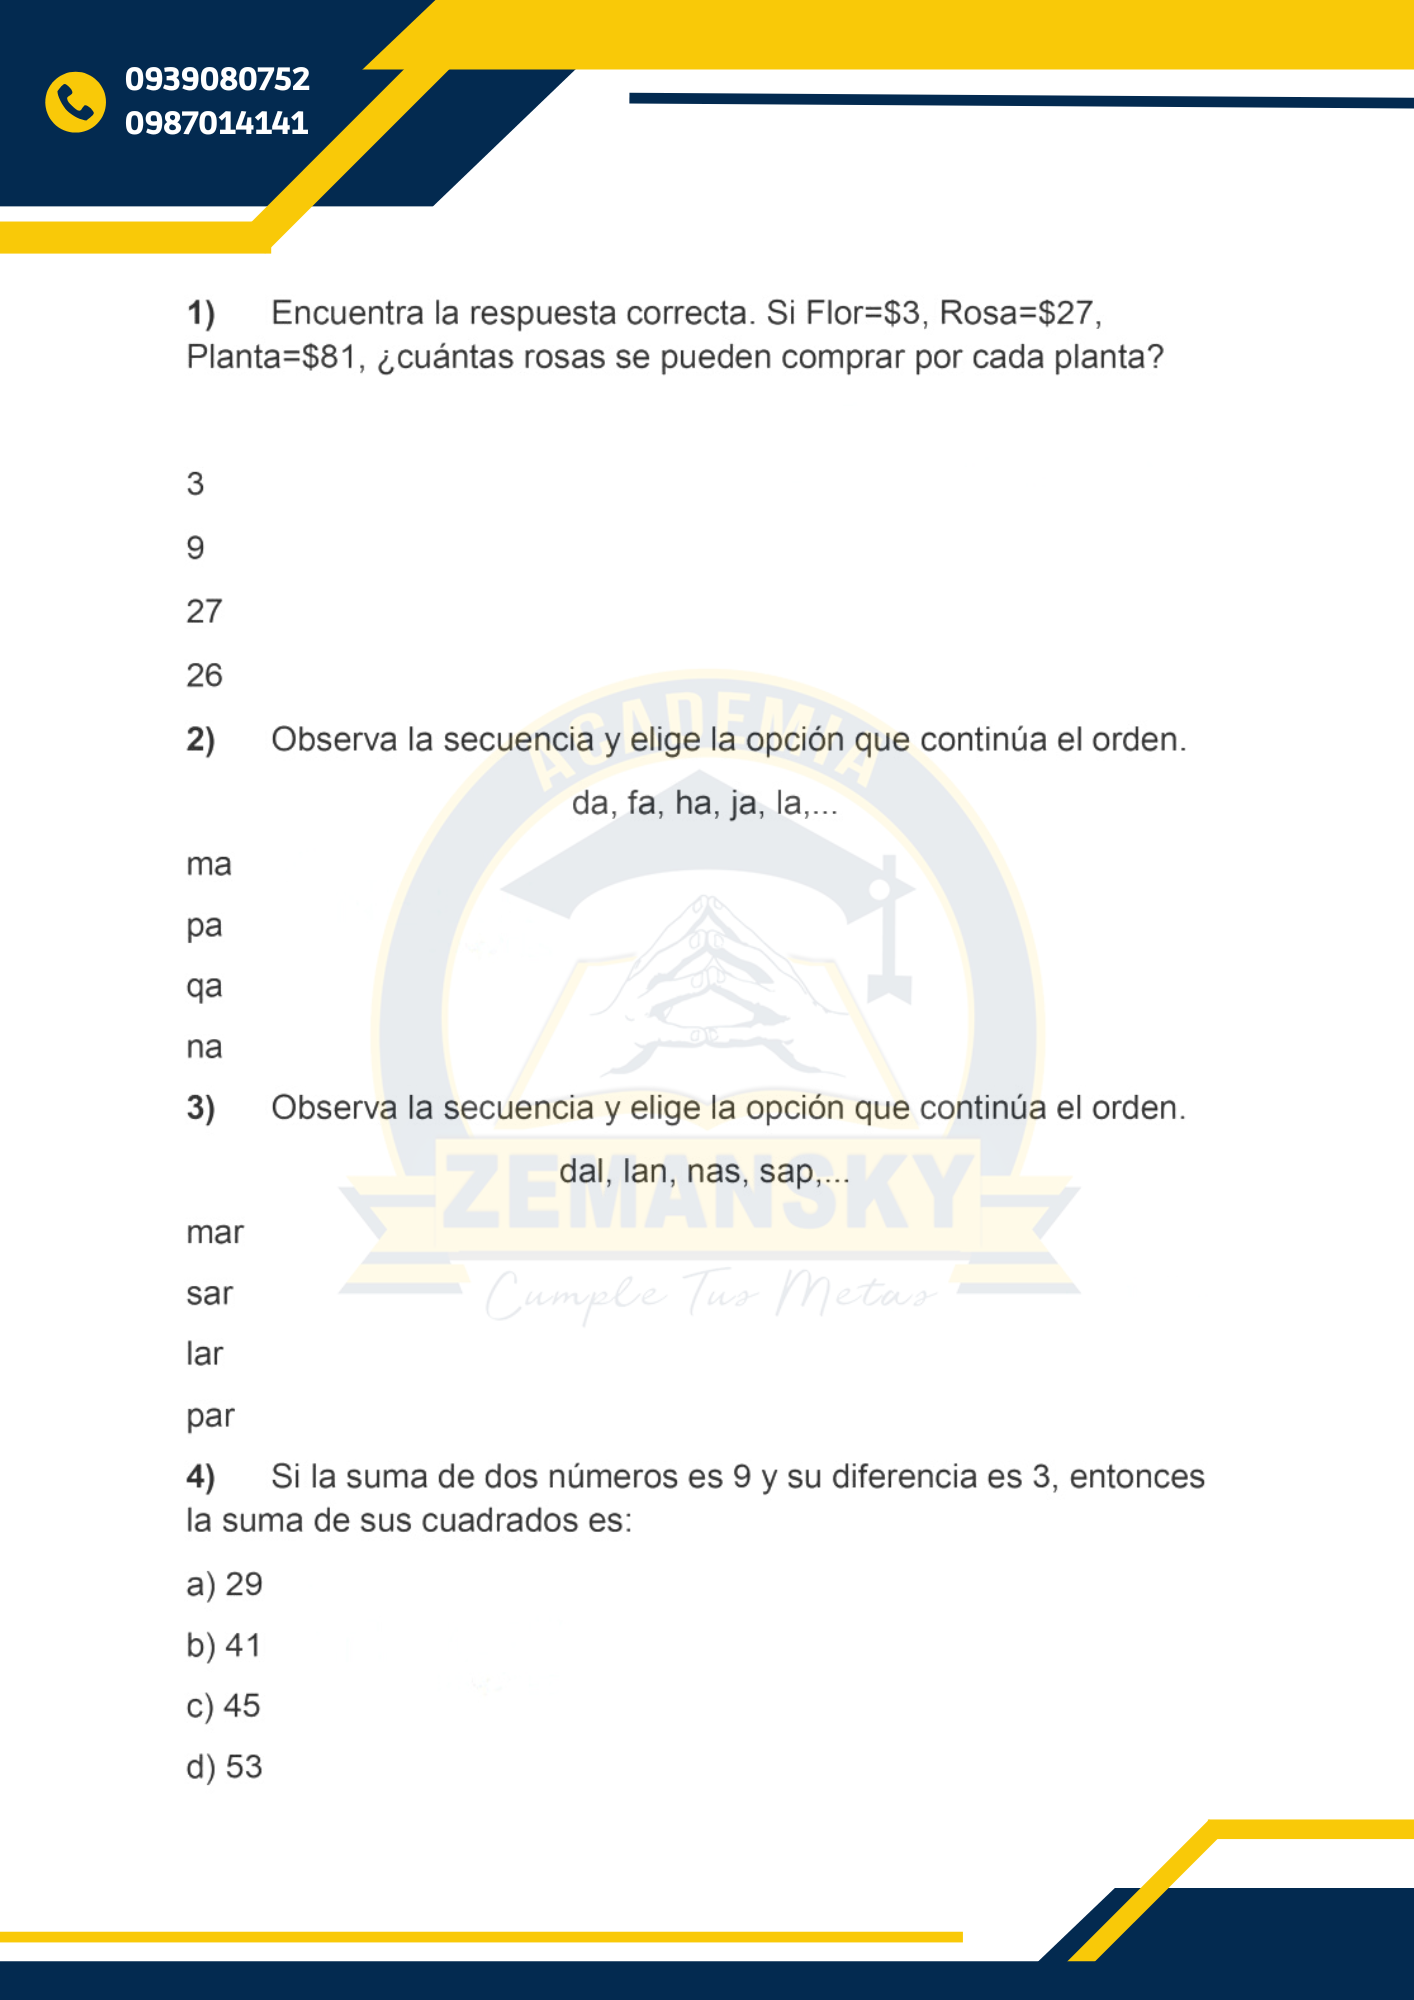 0939080752
0987014141
1) Encuentra la respuesta correcta. Si Flor=$3, Rosa=$27,
Planta=$81, ¿cuántas rosas se pueden comprar por cada planta?
3
9
27
26
2) Observa la secuencia y elige la opción que continúa el orden.
da, fa, ha, ja, la,...
ma
pa
qa
na
3) Observa la secuencia y elige la opción que continúa el orden.
dal, lan, nas, sap,...
mar
sar
lar
par
4) Si la suma de dos números es 9 y su diferencia es 3, entonces
la suma de sus cuadrados es:
a) 29
b) 41
c) 45
d) 53
ACADEMIA
ZEMANSKY
Cumple Tus Metas